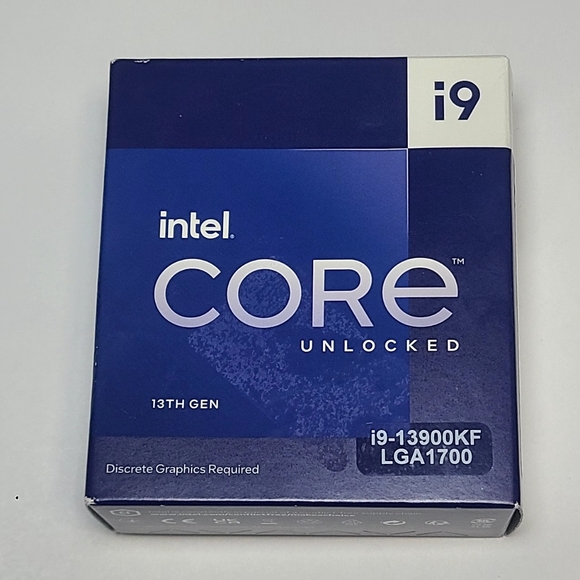 i9
intel.
CORE™
UNLOCKED
13TH GEN
i9-13900KF
LGA1700
Discrete Graphics Required